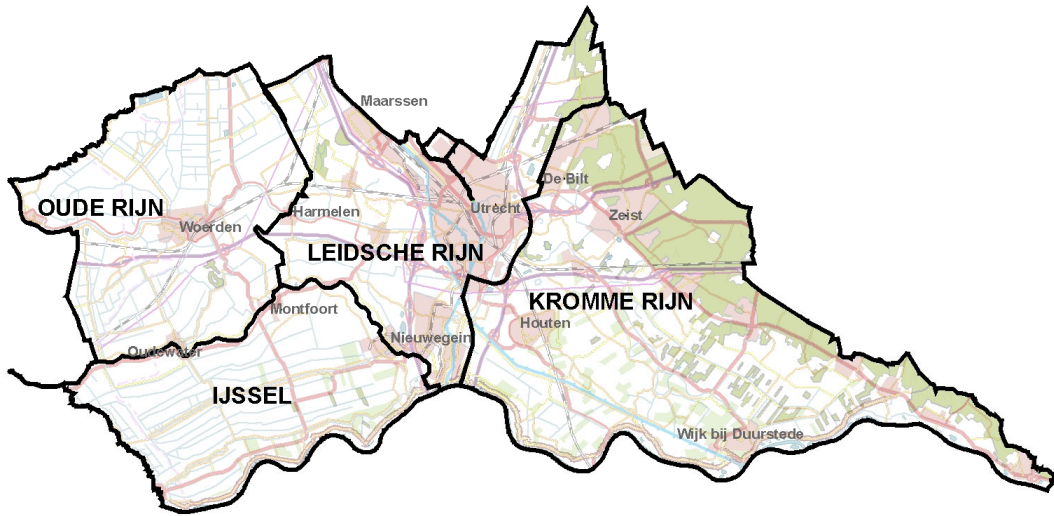 Maarssen
De Bilt
OUDE RIJN
Harmelen
Utrecht
Zeist
Woerden
LEIDSCHE RIJN
KROMME RIJN
Montfoort
Houten
Nieuwegein
Oudewater
IJSSEL
Wijk bij Duurstede